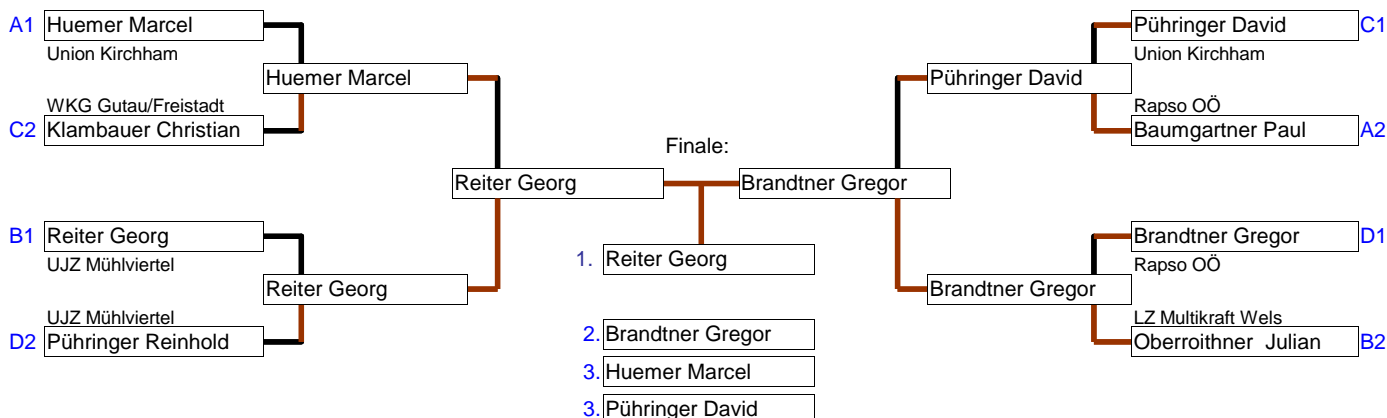 A1 Huemer Marcel
Union Kirchham
Huemer Marcel
WKG Gutau/Freistadt
C2 Klambauer Christian
Reiter Georg
B1 Reiter Georg
UJZ Mühlviertel
Reiter Georg
UJZ Mühlviertel
D2 Pühringer Reinhold
Finale:
1. Reiter Georg
2. Brandtner Gregor
3. Huemer Marcel
3. Pühringer David
Pühringer David C1
Union Kirchham
Pühringer David
Rapso OÖ
Baumgartner Paul A2
Brandtner Gregor
Brandtner Gregor D1
Rapso OÖ
Brandtner Gregor
LZ Multikraft Wels
Oberroithner  Julian B2